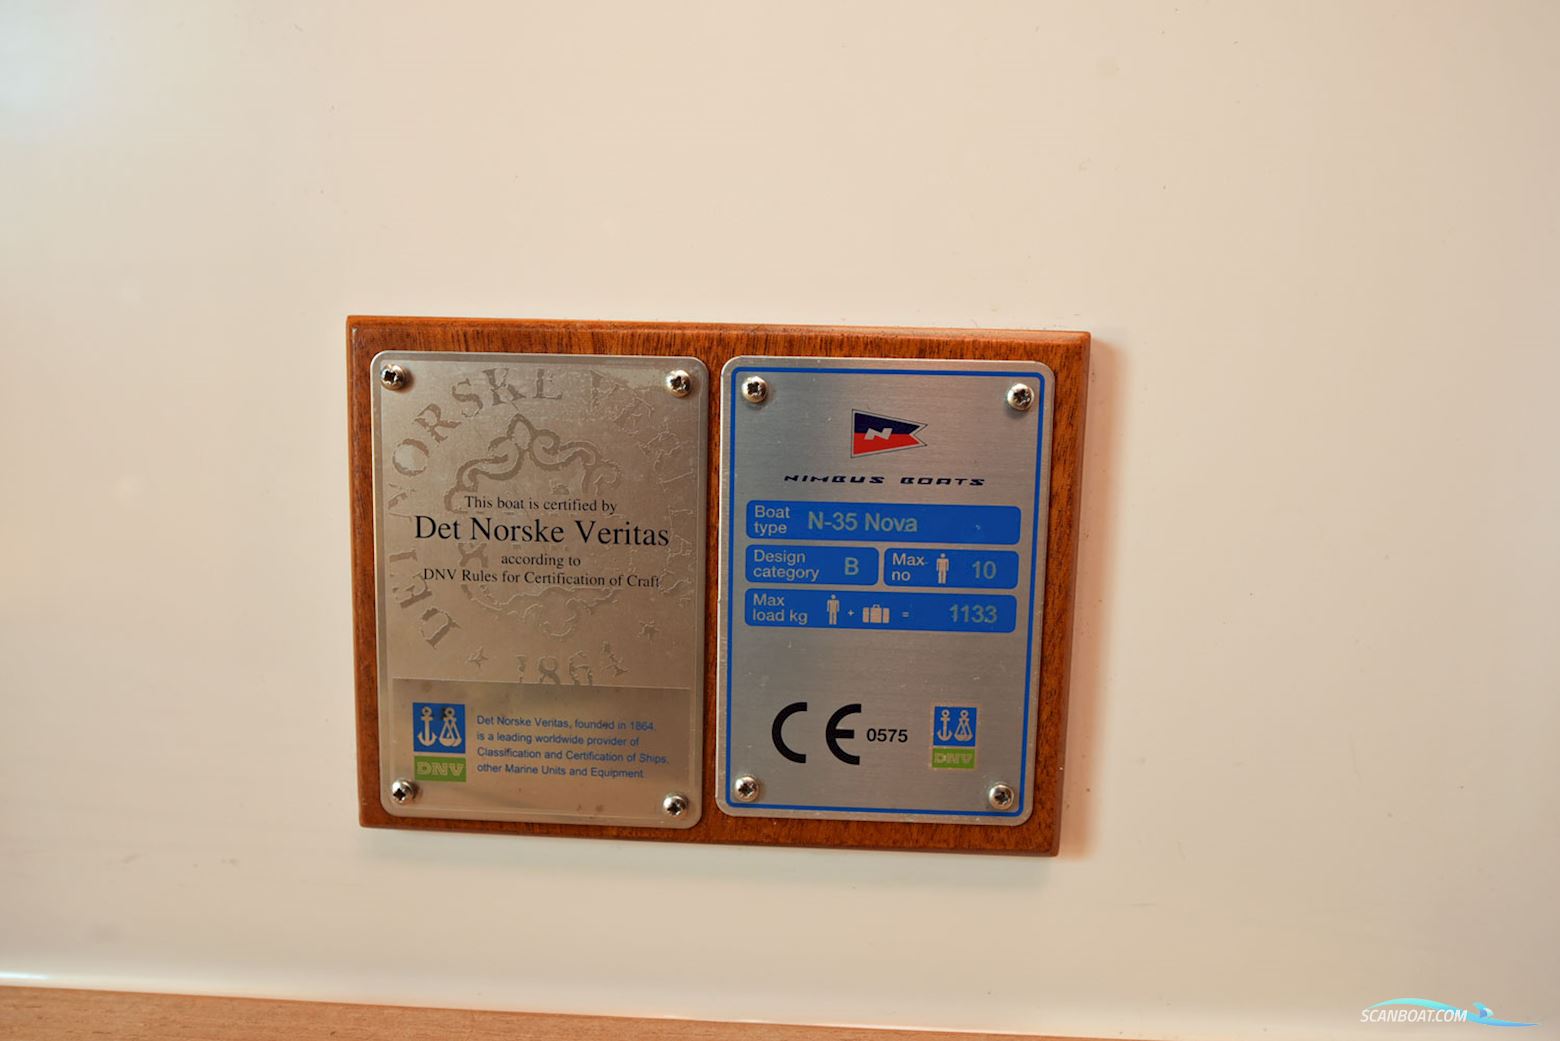 DET NORSKE VERITAS
This boat is certified by
Det Norske Veritas
according to
DNV Rules for Certification of Craft
186
DNV
Det Norske Veritas, founded in 1864,
is a leading worldwide provider of
Classification and Certification of Ships,
other Marine Units and Equipment
N
NIMBUS BOATS
Boat type N-35 Nova
Design category B Max no 10
Max load kg + = 1133
CE 0575
DNV
SCANBOAT.COM